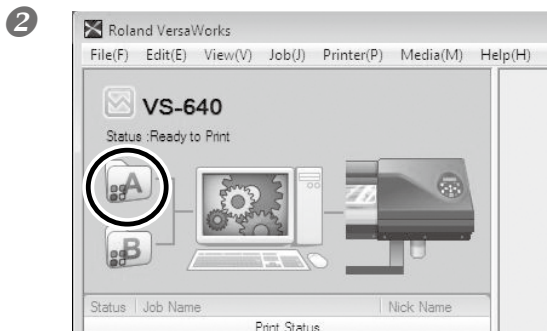 2
Roland VersaWorks
File(F) Edit(E) View(V) Job(J) Printer(P) Media(M) Help(H)
VS-640
Status :Ready to Print
A
B
Status Job Name Nick Name
Print Status